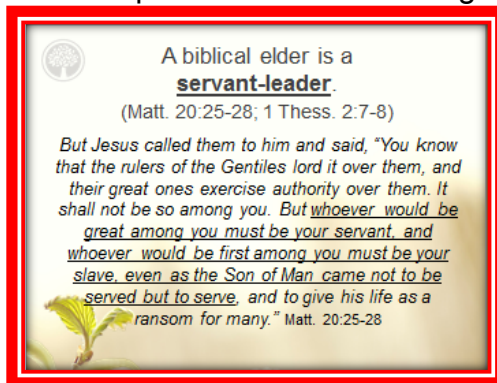 A biblical elder is a
servant-leader.
(Matt. 20:25-28; 1 Thess. 2:7-8)
But Jesus called them to him and said, “You know
that the rulers of the Gentiles lord it over them, and
their great ones exercise authority over them. It
shall not be so among you. But whoever would be
great among you must be your servant, and
whoever would be first among you must be your
slave, even as the Son of Man came not to be
served but to serve, and to give his life as a
ransom for many.” Matt. 20:25-28